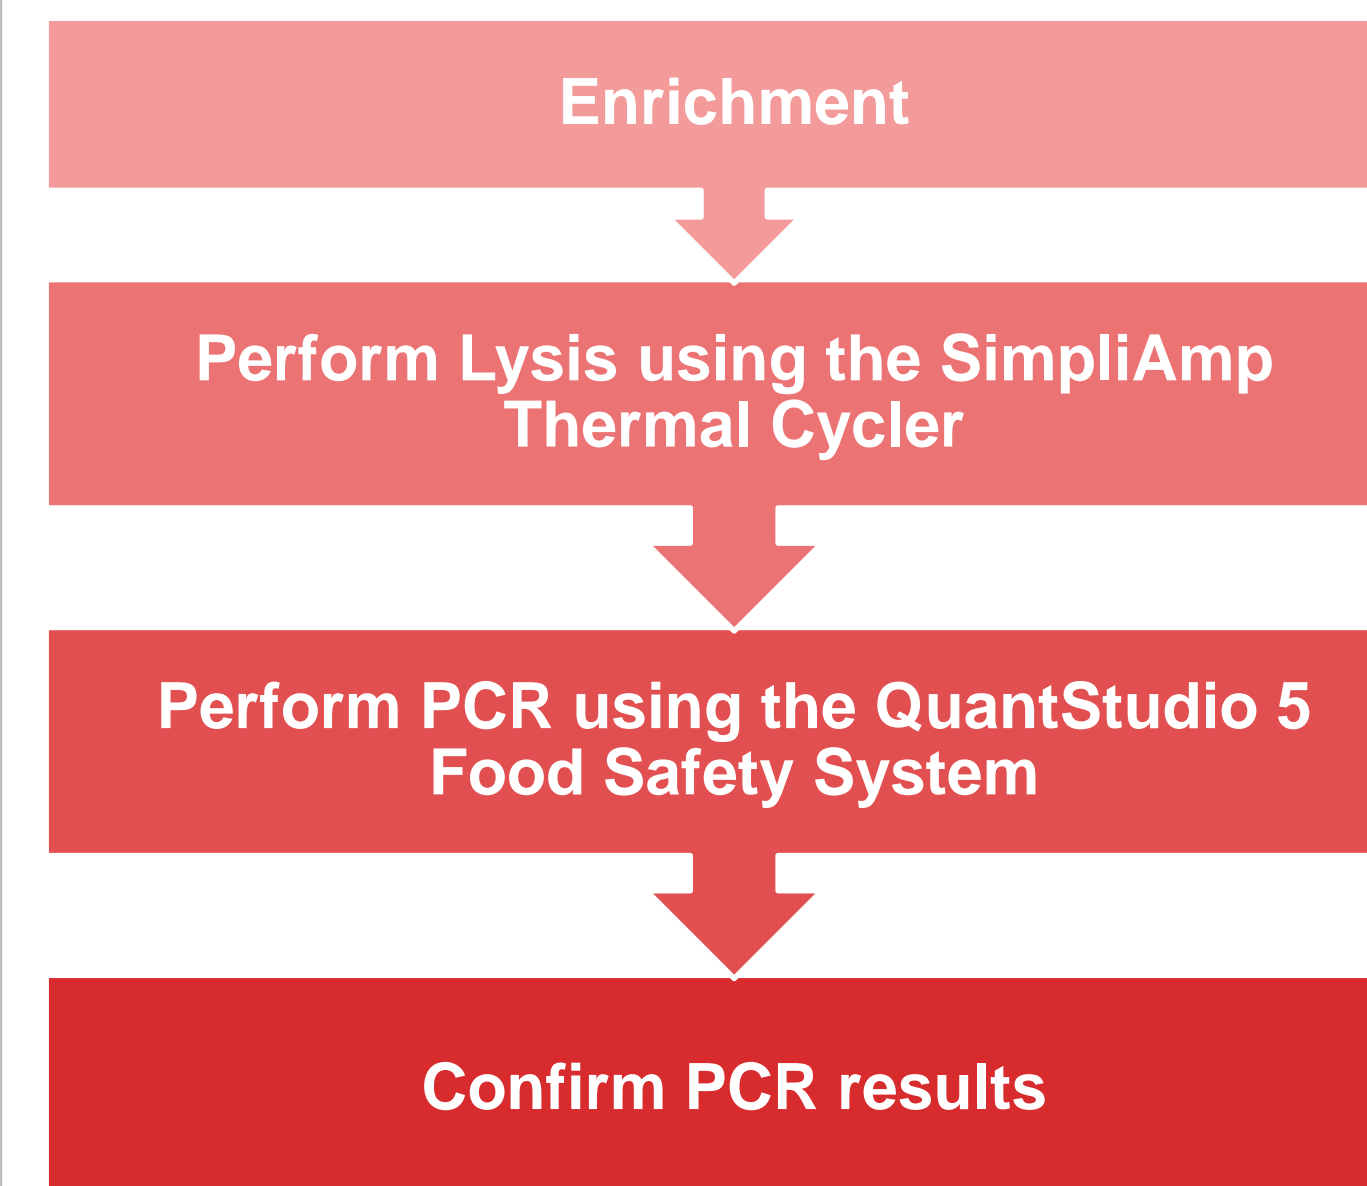 Enrichment
Perform Lysis using the SimpliAmp
Thermal Cycler
Perform PCR using the QuantStudio 5
Food Safety System
Confirm PCR results